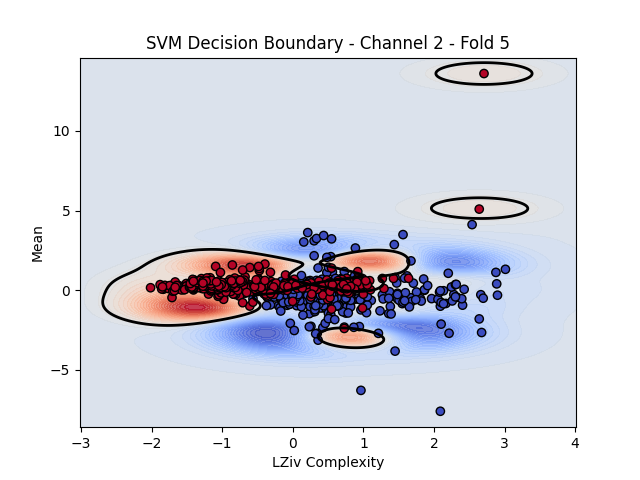 SVM Decision Boundary - Channel 2 - Fold 5
10
5
0
−5
Mean
−3 −2 −1 0 1 2 3 4
LZiv Complexity